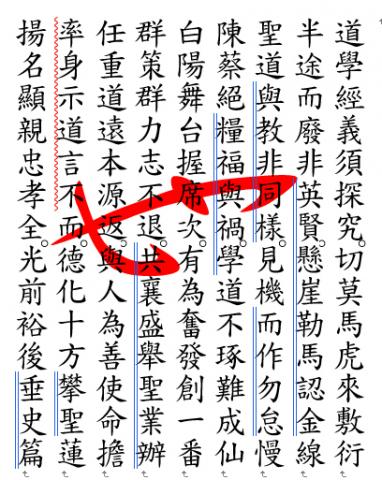 道學經義須探究。切莫馬虎來敷衍
半途而廢非英賢。懸崖勒馬認金線
聖道與教非同樣。見機而作勿怠慢
陳蔡絕糧福與禍。學道不琢難成仙
白陽舞台握席次。有為奮發創一番
群策群力志不退。共襄盛舉聖業辦
任重道遠本源返。與人為善使命擔
率身示道言不而。德化十方攀聖蓮
揚名顯親忠孝全。光前裕後垂史篇